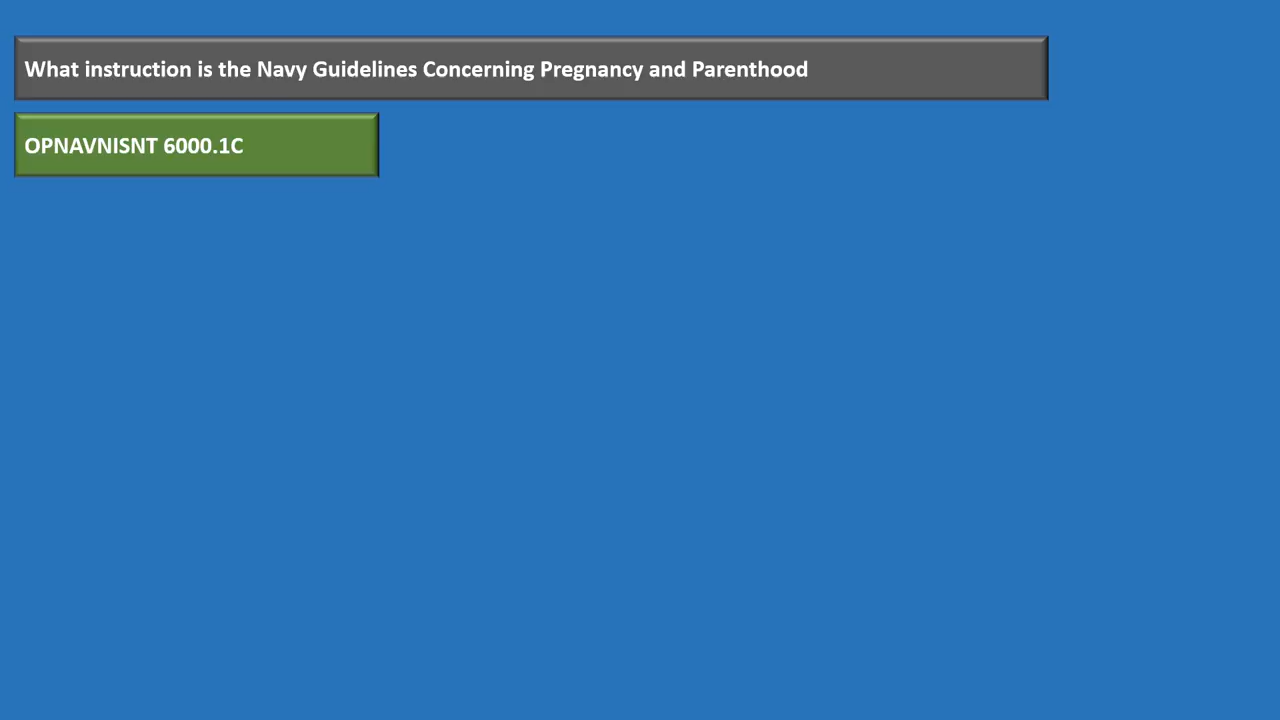 What instruction is the Navy Guidelines Concerning Pregnancy and Parenthood
OPNAVNISNT 6000.1C